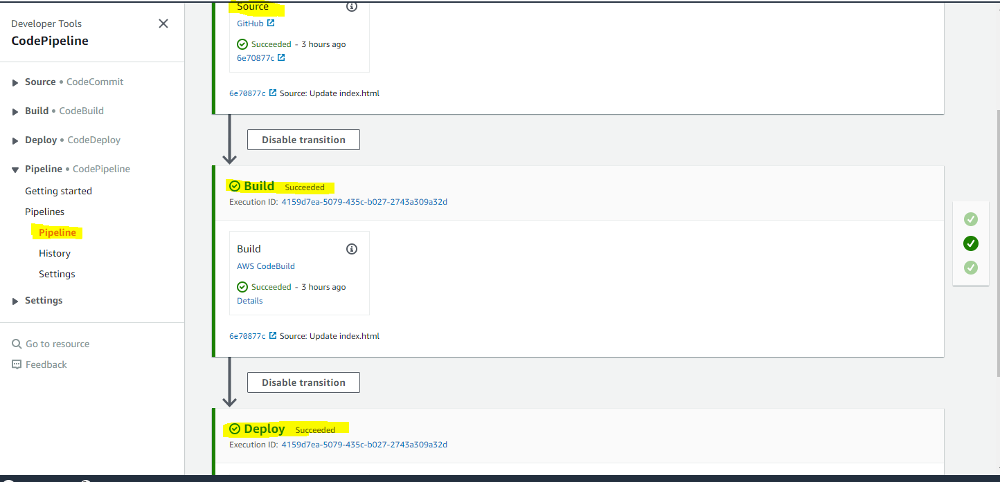 Developer Tools
CodePipeline
Source • CodeCommit
Build • CodeBuild
Deploy • CodeDeploy
Pipeline • CodePipeline
Getting started
Pipelines
Pipeline
History
Settings
Settings
Go to resource
Feedback
Source
GitHub
Succeeded - 3 hours ago
6e70877c
6e70877c Source: Update index.html
Disable transition
Build Succeeded
Execution ID: 4159d7ea-5079-435c-b027-2743a309a32d
Build
AWS CodeBuild
Succeeded - 3 hours ago
Details
6e70877c Source: Update index.html
Disable transition
Deploy Succeeded
Execution ID: 4159d7ea-5079-435c-b027-2743a309a32d